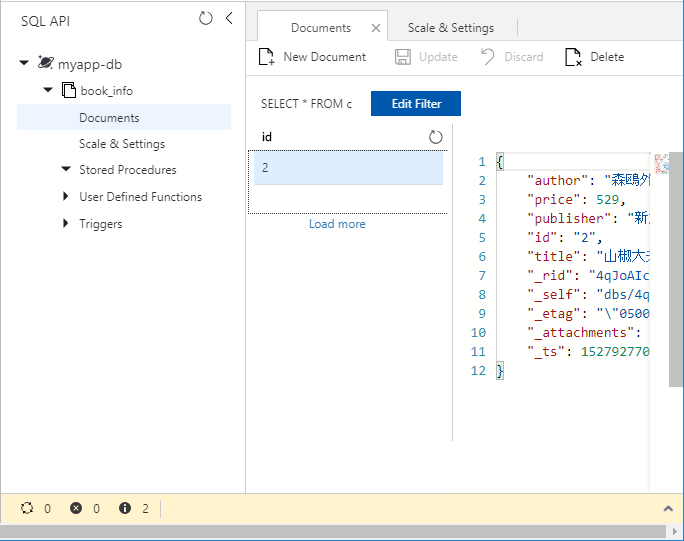 SQL API
myapp-db
book_info
Documents
Scale & Settings
Stored Procedures
User Defined Functions
Triggers
Documents
Scale & Settings
New Document
Update
Discard
Delete
SELECT * FROM c
Edit Filter
id
2
Load more
1 {
2 "author": "森鴎外
3 "price": 529,
4 "publisher": "新
5 "id": "2",
6 "title": "山椒大夫
7 "_rid": "4qJoAIc
8 "_self": "dbs/4q
9 "_etag": "\"0500
10 "_attachments":
11 "_ts": 152792770
12 }
0 0 2